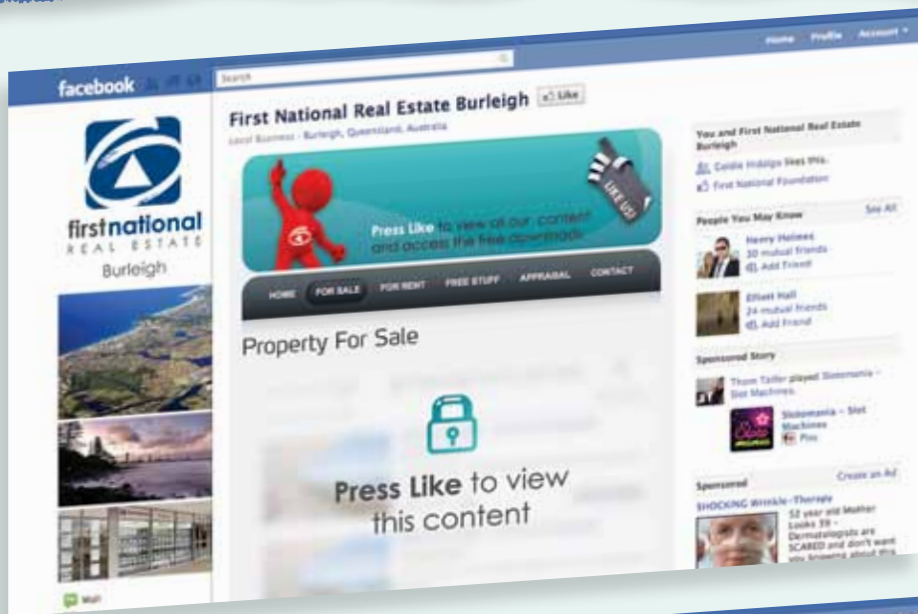 facebook
Search
Home Profile Account
firstnational
REAL ESTATE
Burleigh
Wall
First National Real Estate Burleigh Like
Local Business · Burleigh, Queensland, Australia
Press Like to view all our content
and access the free downloads
LIKE US!
HOME FOR SALE FOR RENT FREE STUFF APPRAISAL CONTACT
Property For Sale
Press Like to view
this content
You and First National Real Estate
Burleigh
Goldie Hidalgo likes this.
First National Foundation
People You May Know See All
Henry Holmes
30 mutual friends
Add Friend
Elliott Hall
24 mutual friends
Add Friend
Sponsored Story
Thom played Slotomania -
Slot Machines.
Slotomania - Slot
Machines
Play
Sponsored Create an Ad
SHOCKING Wrinkle-Therapy
52 year old Mother
Looks 39 -
Dermatologists are
SCARED and don't want
you knowing about this